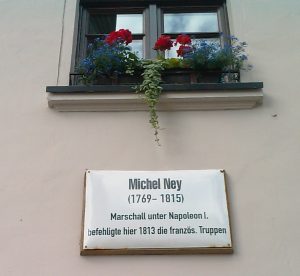 Michel Ney
(1769- 1815)
Marschall unter Napoleon I.
befehligte hier 1813 die französ. Truppen